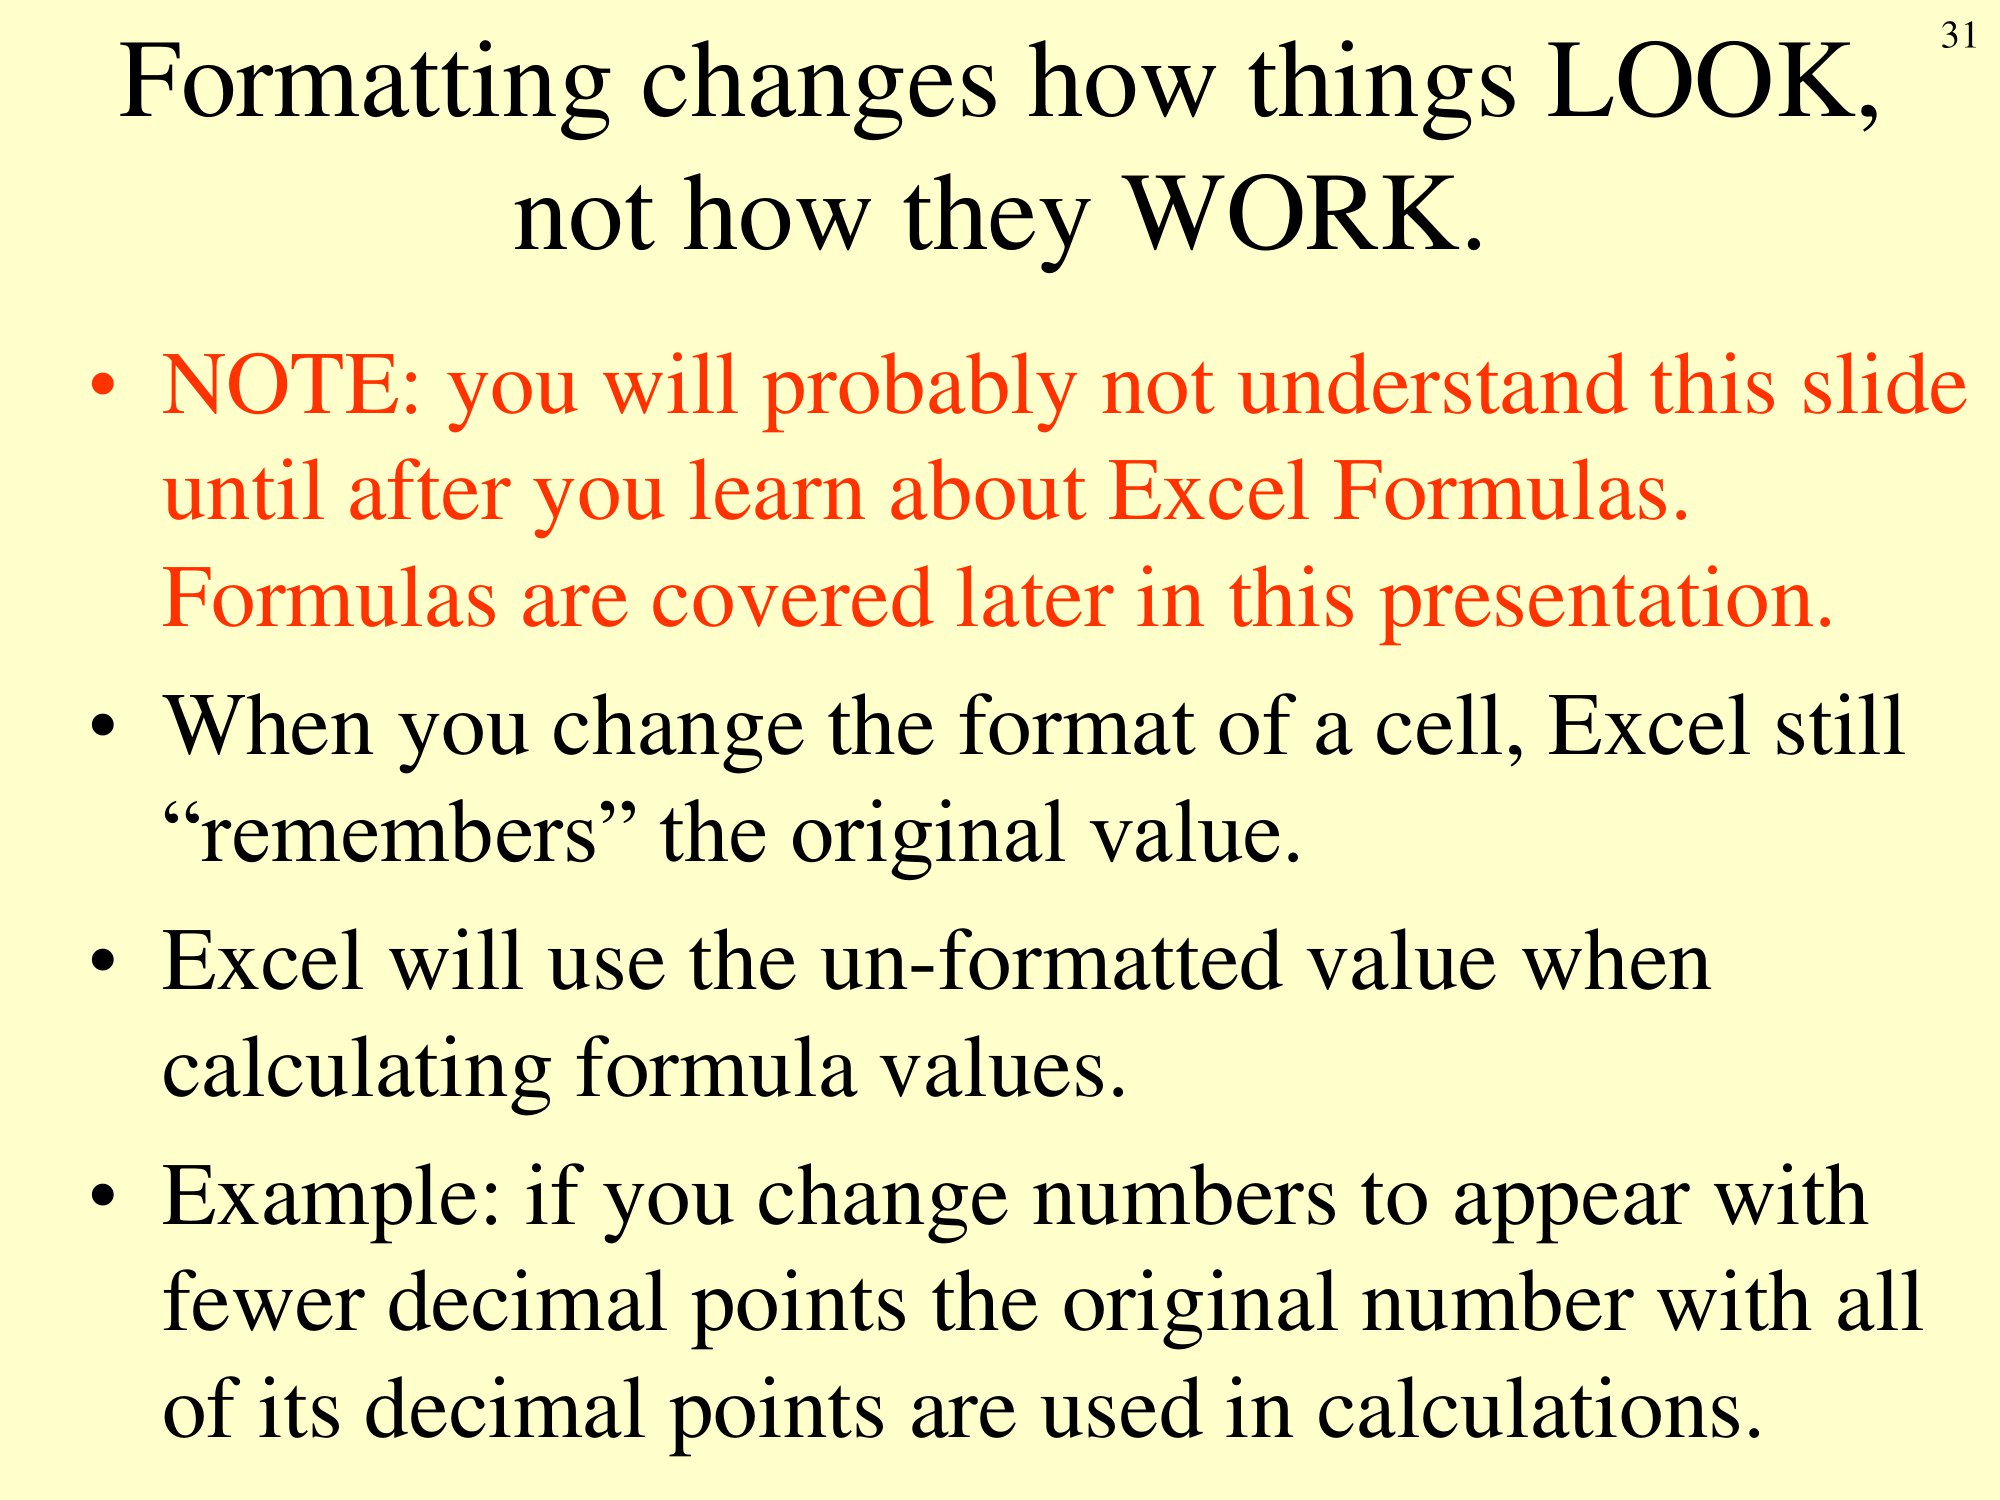 31
Formatting changes how things LOOK,
not how they WORK.
• NOTE: you will probably not understand this slide
until after you learn about Excel Formulas.
Formulas are covered later in this presentation.
• When you change the format of a cell, Excel still
“remembers” the original value.
• Excel will use the un-formatted value when
calculating formula values.
• Example: if you change numbers to appear with
fewer decimal points the original number with all
of its decimal points are used in calculations.